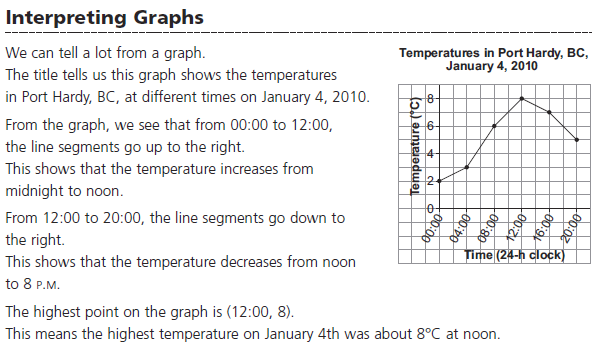 Interpreting Graphs
We can tell a lot from a graph.
The title tells us this graph shows the temperatures
in Port Hardy, BC, at different times on January 4, 2010.
From the graph, we see that from 00:00 to 12:00,
the line segments go up to the right.
This shows that the temperature increases from
midnight to noon.
From 12:00 to 20:00, the line segments go down to
the right.
This shows that the temperature decreases from noon
to 8 P.M.
The highest point on the graph is (12:00, 8).
This means the highest temperature on January 4th was about 8°C at noon.
Temperatures in Port Hardy, BC,
January 4, 2010
Temperature (°C)
8
6
4
2
0
00:00
04:00
08:00
12:00
16:00
20:00
Time (24-h clock)